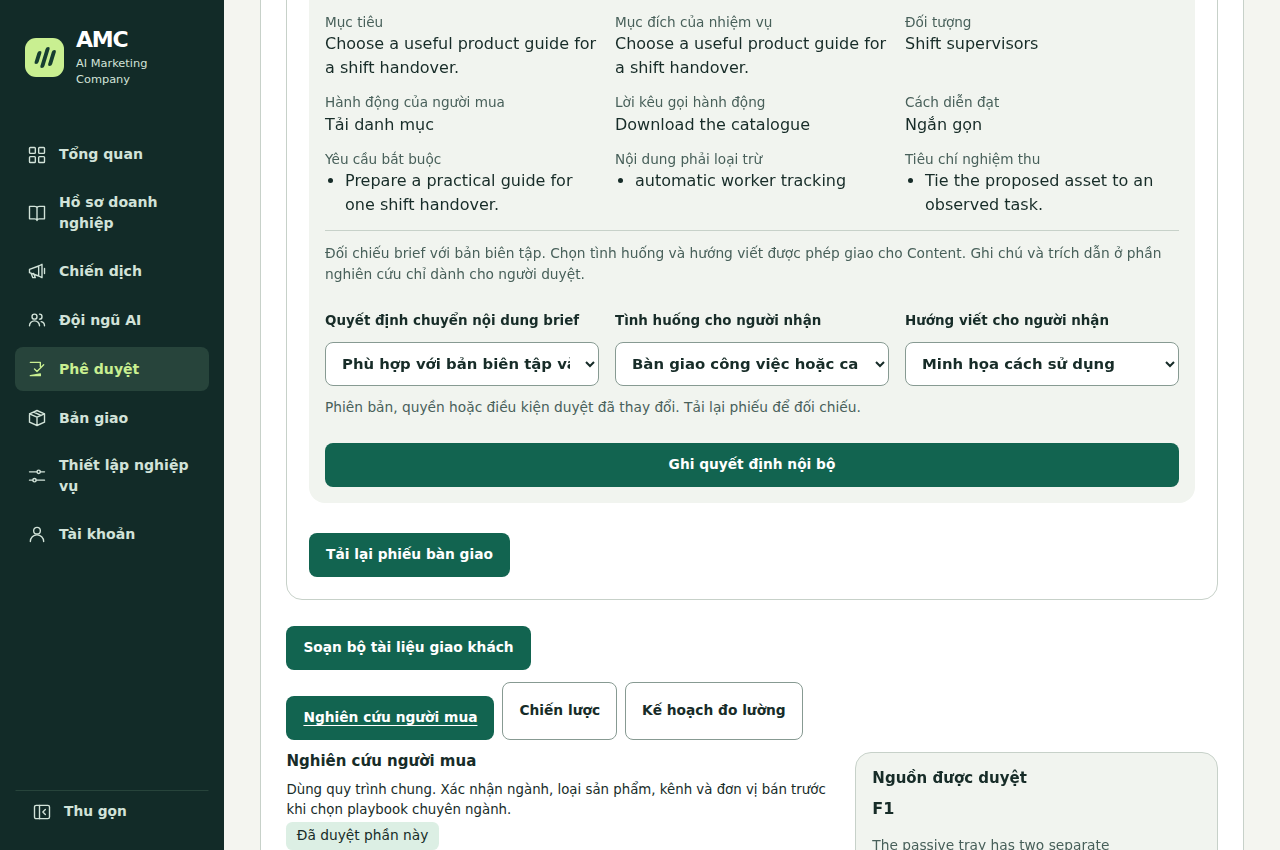 AMC
AI Marketing
Company
Tổng quan
Hồ sơ doanh
nghiệp
Chiến dịch
Đội ngũ AI
Phê duyệt
Bàn giao
Thiết lập nghiệp
vụ
Tài khoản
Thu gọn
Mục tiêu
Choose a useful product guide for
a shift handover.
Mục đích của nhiệm vụ
Choose a useful product guide for
a shift handover.
Đối tượng
Shift supervisors
Hành động của người mua
Tải danh mục
Lời kêu gọi hành động
Download the catalogue
Cách diễn đạt
Ngắn gọn
Yêu cầu bắt buộc
• Prepare a practical guide for
one shift handover.
Nội dung phải loại trừ
• automatic worker tracking
Tiêu chí nghiệm thu
• Tie the proposed asset to an
observed task.
Đối chiếu brief với bản biên tập. Chọn tình huống và hướng viết được phép giao cho Content. Ghi chú và trích dẫn ở phần
nghiên cứu chỉ dành cho người duyệt.
Quyết định chuyển nội dung brief
Phù hợp với bản biên tập và
Tình huống cho người nhận
Bàn giao công việc hoặc ca
Hướng viết cho người nhận
Minh họa cách sử dụng
Phiên bản, quyền hoặc điều kiện duyệt đã thay đổi. Tải lại phiếu để đối chiếu.
Ghi quyết định nội bộ
Tải lại phiếu bàn giao
Soạn bộ tài liệu giao khách
Nghiên cứu người mua
Chiến lược
Kế hoạch đo lường
Nghiên cứu người mua
Dùng quy trình chung. Xác nhận ngành, loại sản phẩm, kênh và đơn vị bán trước
khi chọn playbook chuyên ngành.
Đã duyệt phần này
Nguồn được duyệt
F1
The passive tray has two separate